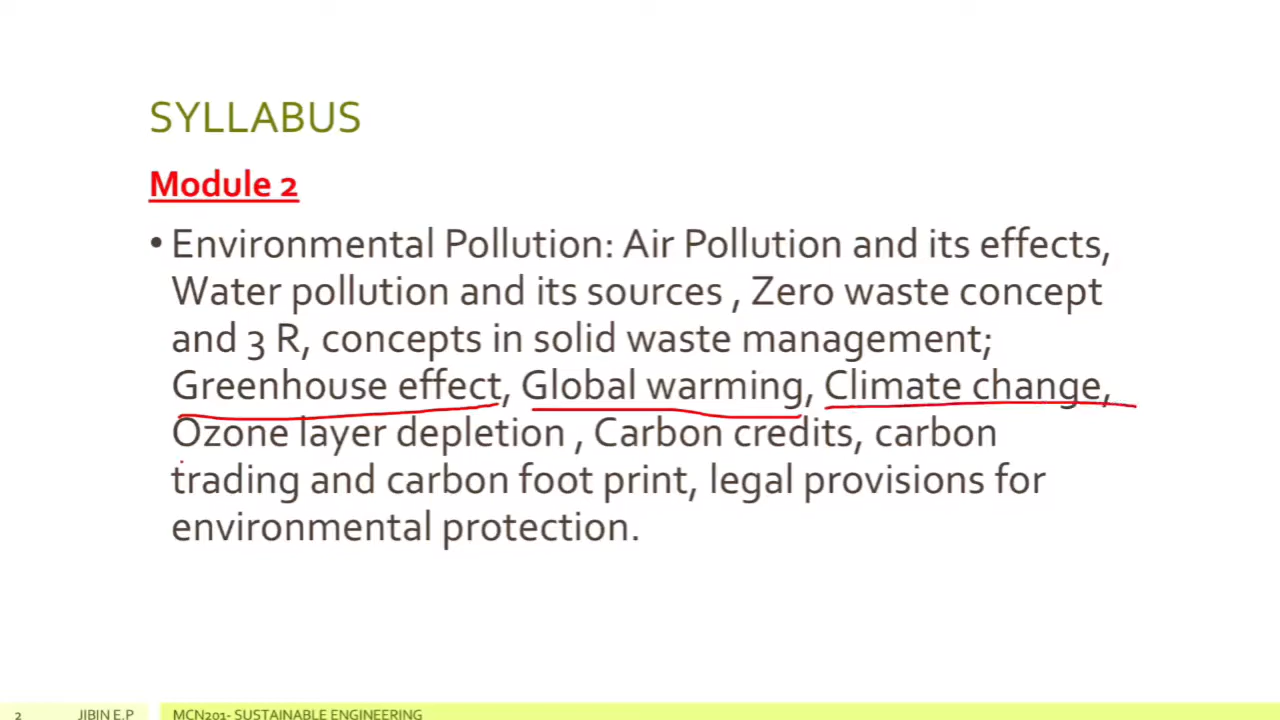 SYLLABUS
Module 2
• Environmental Pollution: Air Pollution and its effects,
Water pollution and its sources , Zero waste concept
and 3 R, concepts in solid waste management;
Greenhouse effect, Global warming, Climate change,
Ozone layer depletion , Carbon credits, carbon
trading and carbon foot print, legal provisions for
environmental protection.
2 JIBIN E.P MCN201- SUSTAINABLE ENGINEERING